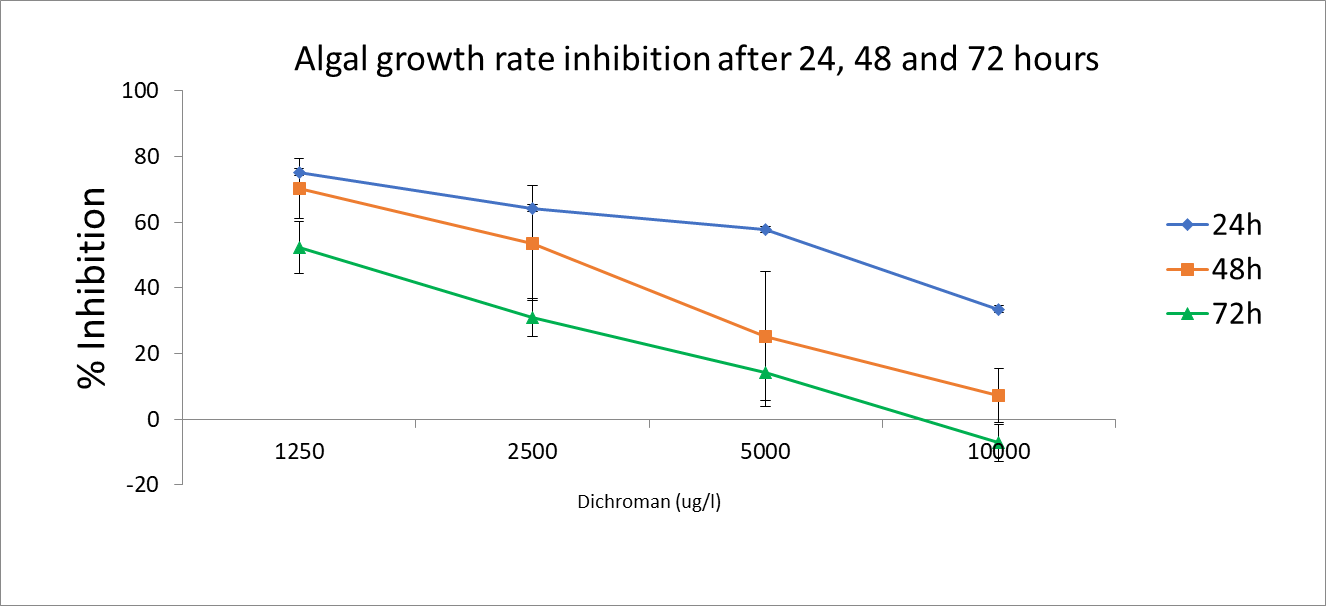 Algal growth rate inhibition after 24, 48 and 72 hours
100
80
60
40
20
0
-20
% Inhibition
1250 2500 5000 10000
Dichroman (ug/l)
24h
48h
72h